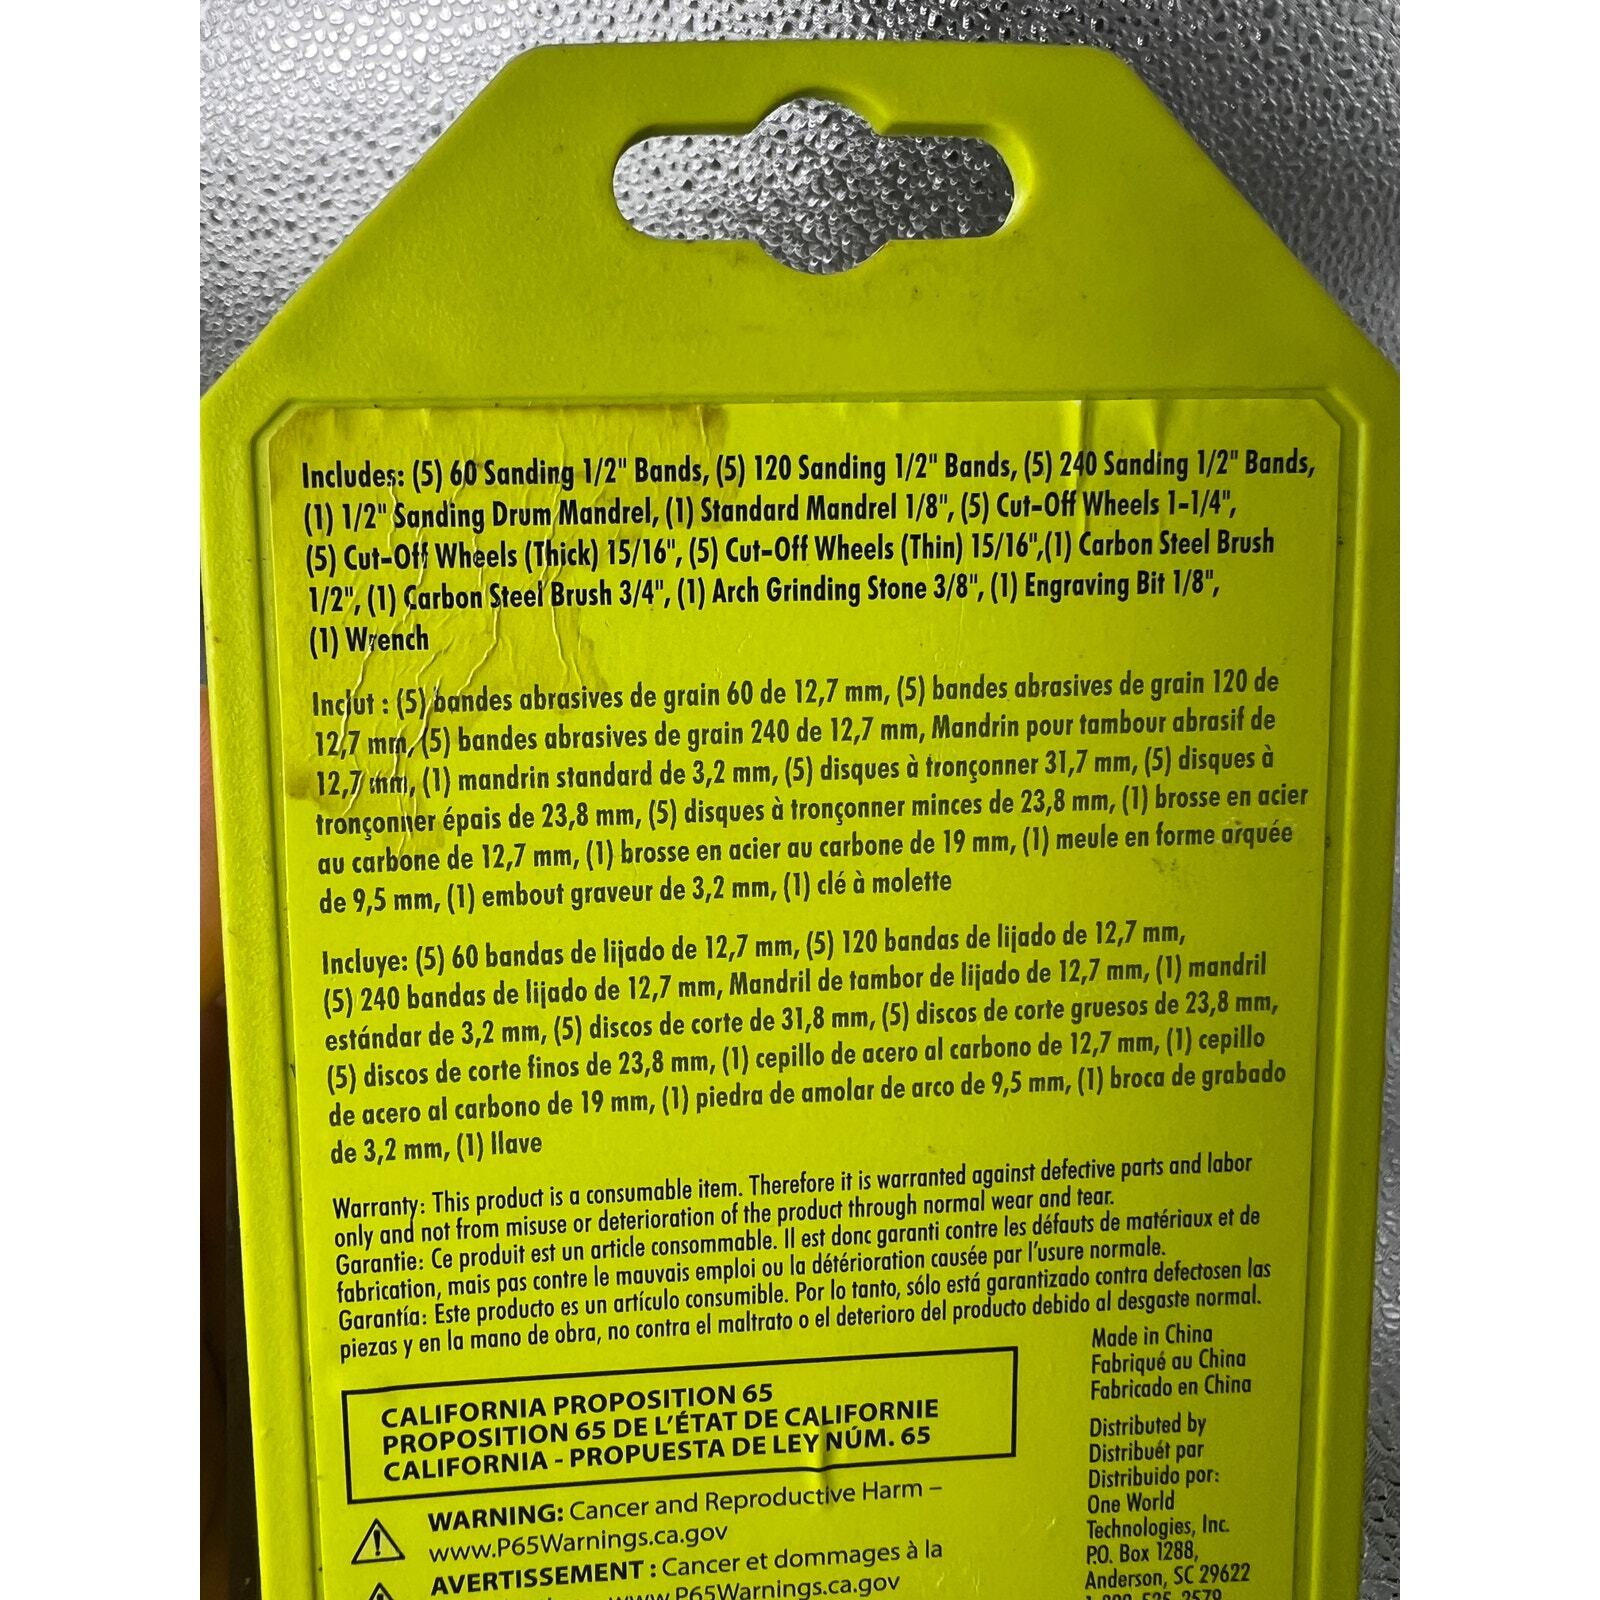 Includes: (5) 60 Sanding 1/2" Bands, (5) 120 Sanding 1/2" Bands, (5) 240 Sanding 1/2" Bands,
(1) 1/2" Sanding Drum Mandrel, (1) Standard Mandrel 1/8", (5) Cut-Off Wheels 1-1/4",
(5) Cut-Off Wheels (Thick) 15/16", (5) Cut-Off Wheels (Thin) 15/16",(1) Carbon Steel Brush
1/2", (1) Carbon Steel Brush 3/4", (1) Arch Grinding Stone 3/8", (1) Engraving Bit 1/8",
(1) Wrench
Inclut : (5) bandes abrasives de grain 60 de 12,7 mm, (5) bandes abrasives de grain 120 de
12,7 mm, (5) bandes abrasives de grain 240 de 12,7 mm, Mandrin pour tambour abrasif de
12,7 mm, (1) mandrin standard de 3,2 mm, (5) disques à tronçonner 31,7 mm, (5) disques à
tronçonner épais de 23,8 mm, (5) disques à tronçonner minces de 23,8 mm, (1) brosse en acier
au carbone de 12,7 mm, (1) brosse en acier au carbone de 19 mm, (1) meule en forme arquée
de 9,5 mm, (1) embout graveur de 3,2 mm, (1) clé à molette
Incluye: (5) 60 bandas de lijado de 12,7 mm, (5) 120 bandas de lijado de 12,7 mm,
(5) 240 bandas de lijado de 12,7 mm, Mandril de tambor de lijado de 12,7 mm, (1) mandril
estándar de 3,2 mm, (5) discos de corte de 31,8 mm, (5) discos de corte gruesos de 23,8 mm,
(5) discos de corte finos de 23,8 mm, (1) cepillo de acero al carbono de 12,7 mm, (1) cepillo
de acero al carbono de 19 mm, (1) piedra de amolar de arco de 9,5 mm, (1) broca de grabado
de 3,2 mm, (1) llave
Warranty: This product is a consumable item. Therefore it is warranted against defective parts and labor
only and not from misuse or deterioration of the product through normal wear and tear.
Garantie: Ce produit est un article consommable. Il est donc garanti contre les défauts de matériaux et de
fabrication, mais pas contre le mauvais emploi ou la détérioration causée par l'usure normale.
Garantía: Este producto es un artículo consumible. Por lo tanto, sólo está garantizado contra defectosen las
piezas y en la mano de obra, no contra el maltrato o el deterioro del producto debido al desgaste normal.
CALIFORNIA PROPOSITION 65
PROPOSITION 65 DE L'ÉTAT DE CALIFORNIE
CALIFORNIA - PROPUESTA DE LEY NÚM. 65
WARNING: Cancer and Reproductive Harm –
www.P65Warnings.ca.gov
AVERTISSEMENT : Cancer et dommages à la
www.P65Warnings.ca.gov
Made in China
Fabriqué au China
Fabricado en China
Distributed by
Distribuét par
Distribuido por:
One World
Technologies, Inc.
P.O. Box 1288,
Anderson, SC 29622